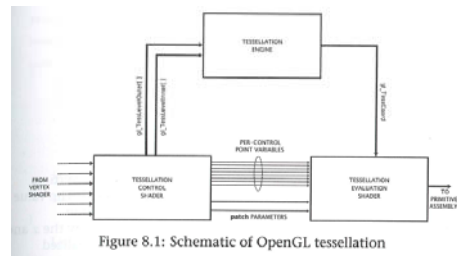 TESSELLATION
ENGINE
gl_TessLevelOuter[ ]
gl_TessLevelInner[ ]
gl_TessCoord
PER-CONTROL
POINT VARIABLES
FROM
VERTEX
SHADER
TESSELLATION
CONTROL
SHADER
TESSELLATION
EVALUATION
SHADER
TO
PRIMITIVE
ASSEMBLY
patch PARAMETERS
Figure 8.1: Schematic of OpenGL tessellation